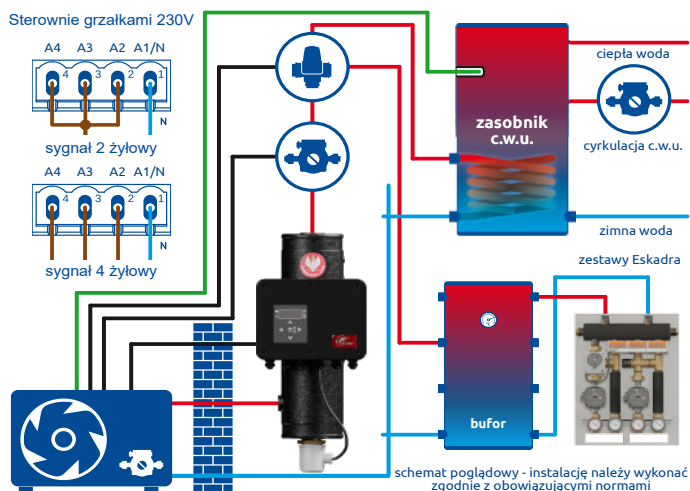 Sterownie grzałkami 230V
A4 A3 A2 A1/N
4 3 2 1
N
sygnał 2 żyłowy
A4 A3 A2 A1/N
4 3 2 1
N
sygnał 4 żyłowy
ciepła woda
zasobnik
c.w.u.
cyrkulacja c.w.u.
zimna woda
zestawy Eskadra
bufor
schemat poglądowy - instalację należy wykonać
zgodnie z obowiązującymi normami